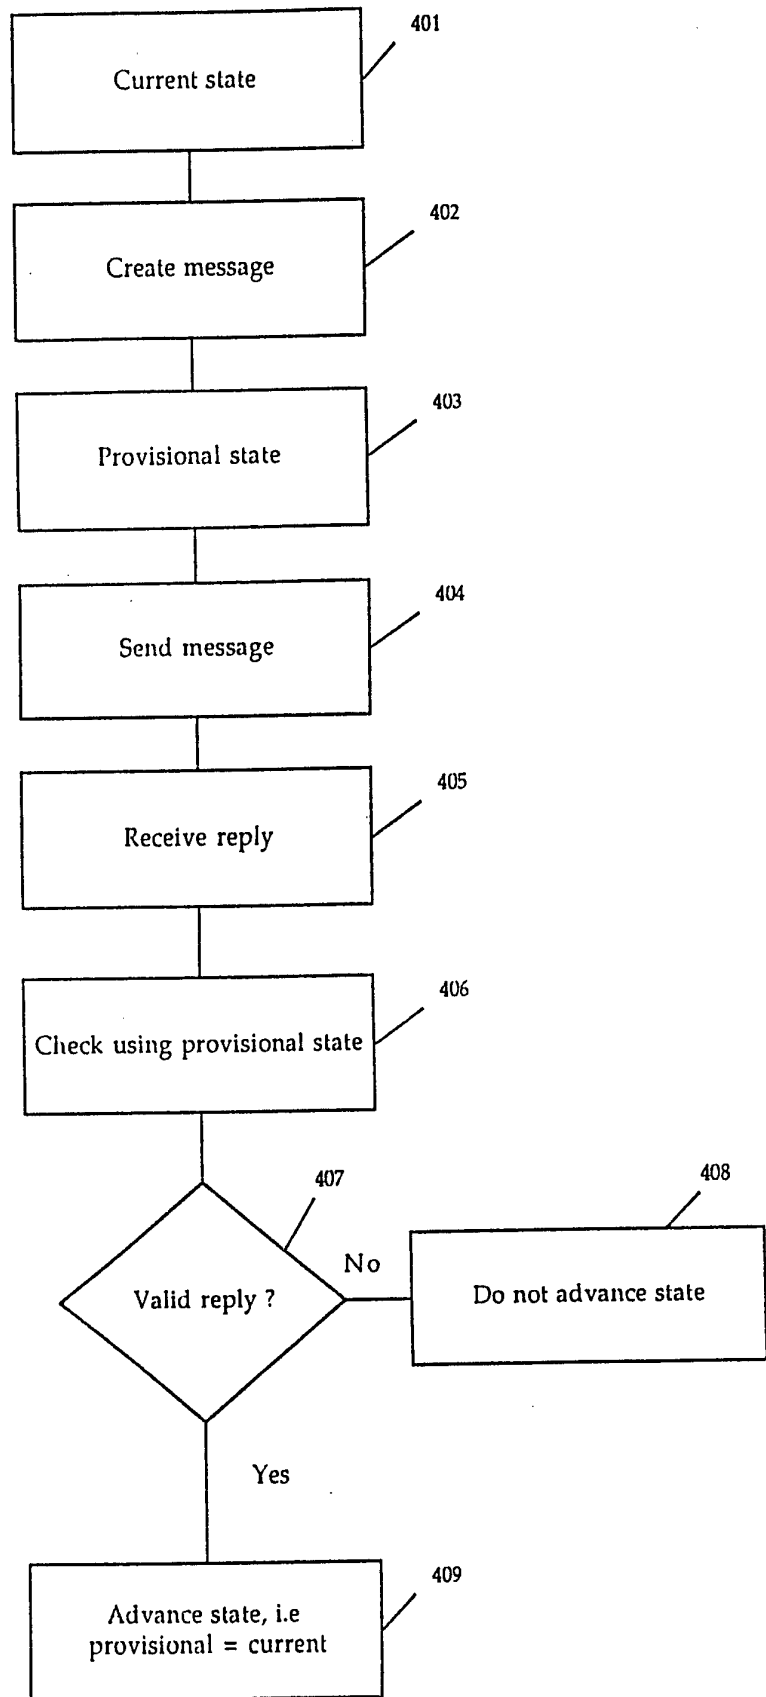 401
Current state
402
Create message
403
Provisional state
404
Send message
405
Receive reply
406
Check using provisional state
407
408
No
Valid reply ?
Do not advance state
Yes
409
Advance state, i.e
provisional = current